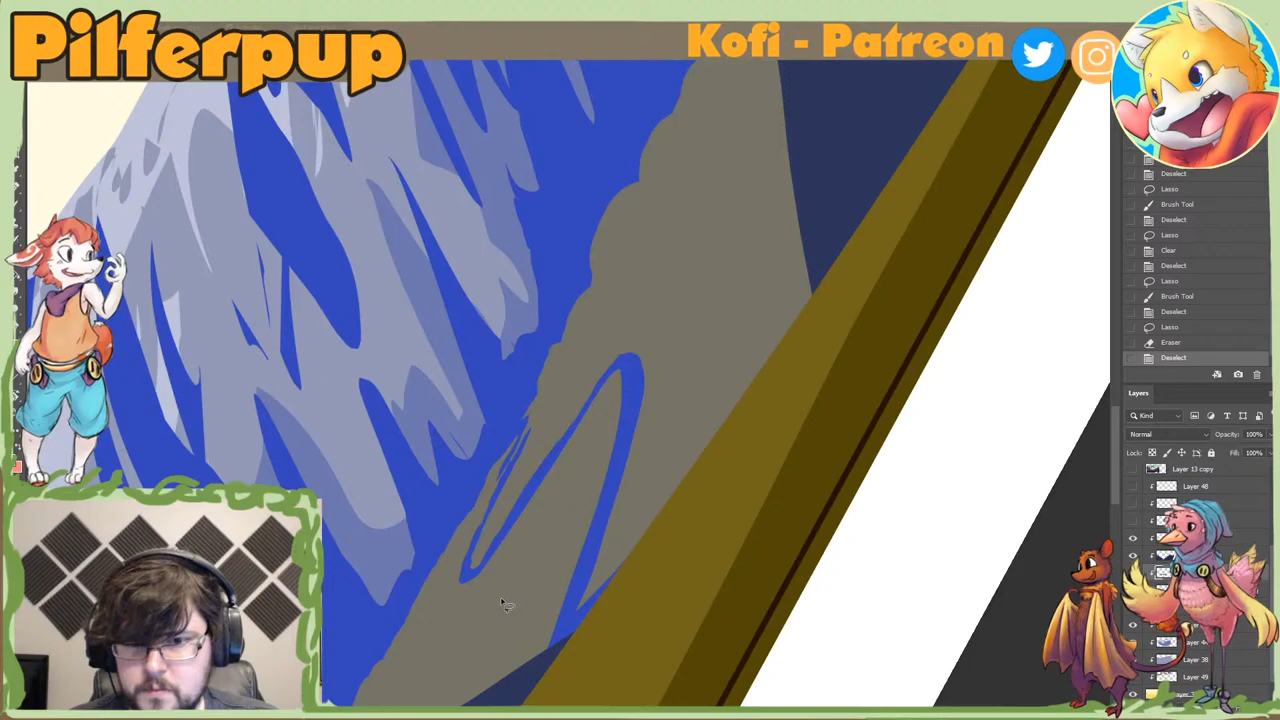 Pilferpup
Kofi - Patreon
Deselect
Lasso
Brush Tool
Deselect
Lasso
Clear
Deselect
Lasso
Brush Tool
Deselect
Lasso
Eraser
Deselect
Layers
Kind
Normal
Opacity: 100%
Lock:
Fill: 100%
Layer 13 copy
Layer 48
Layer 38
Layer 49